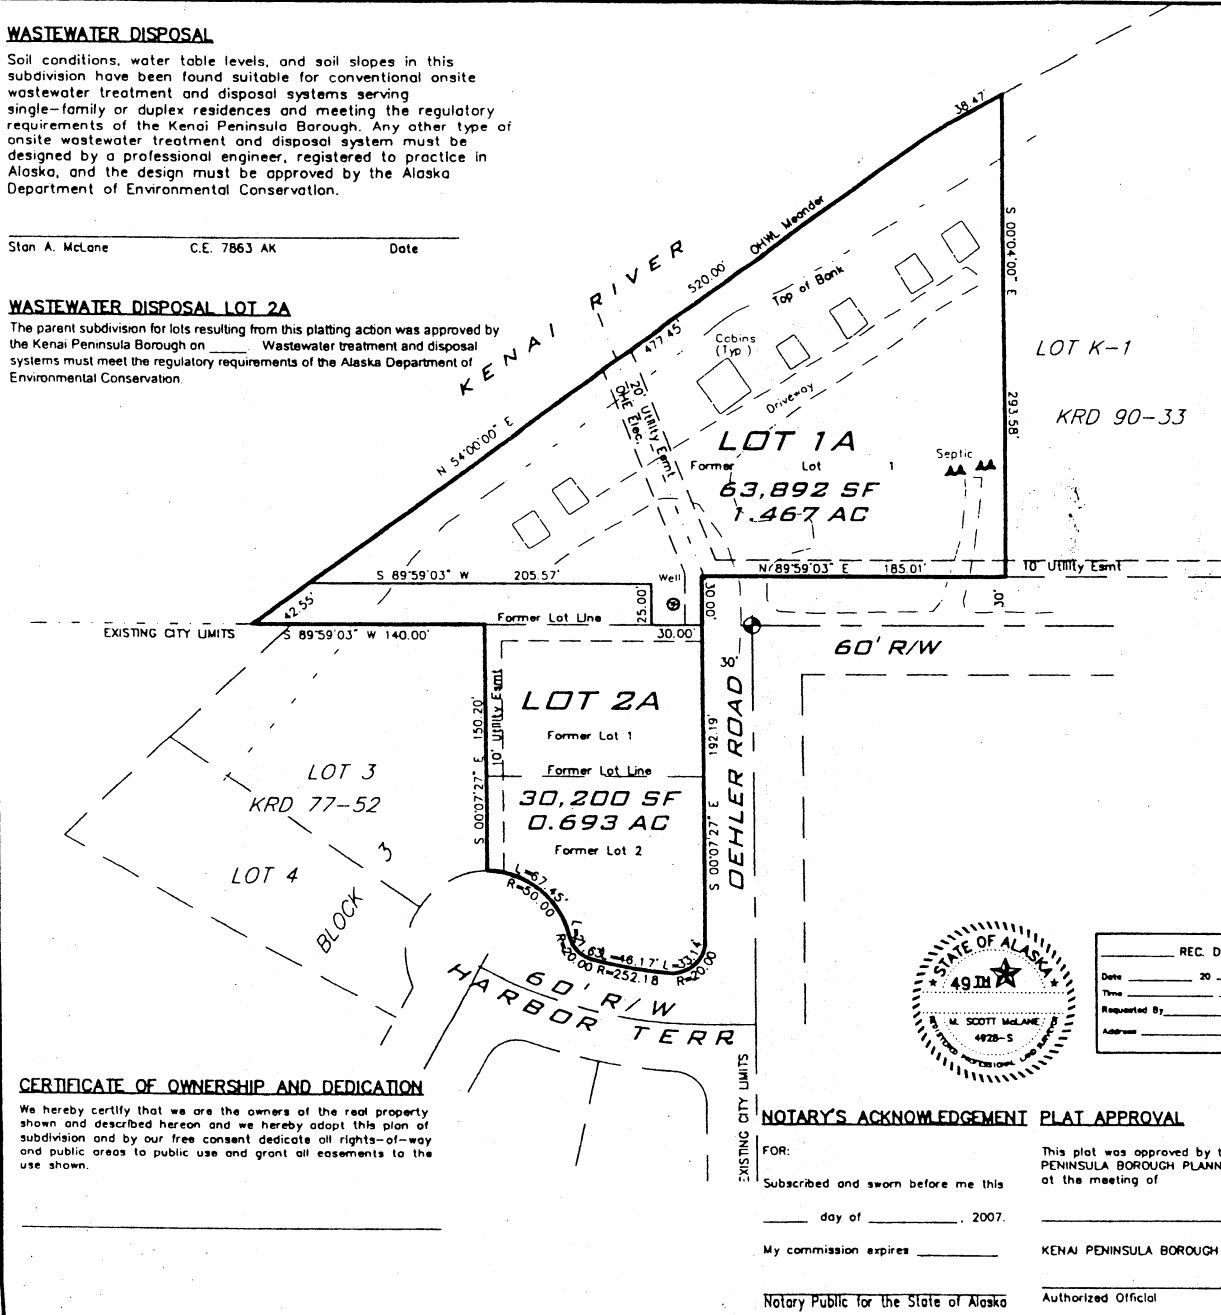 WASTEWATER DISPOSAL
Soil conditions, water table levels, and soil slopes in this
subdivision have been found suitable for conventional onsite
wastewater treatment and disposal systems serving
single-family or duplex residences and meeting the regulatory
requirements of the Kenai Peninsula Borough. Any other type of
onsite wastewater treatment and disposal system must be
designed by a professional engineer, registered to practice in
Alaska, and the design must be approved by the Alaska
Department of Environmental Conservation.
Stan A. McLane C.E. 7863 AK Date
WASTEWATER DISPOSAL LOT 2A
The parent subdivision for lots resulting from this platting action was approved by
the Kenai Peninsula Borough on _____ Wastewater treatment and disposal
systems must meet the regulatory requirements of the Alaska Department of
Environmental Conservation.
KENAI RIVER
38.47'
OHWL Meander
520.00'
477.45'
N 54°00'00" E
42.55'
Top of Bank
Cabins
(Typ)
Driveway
20' Utility Esmt
OHE Elec.
S 00°04'00" E
293.58'
LOT K-1
KRD 90-33
LOT 1A
Former Lot 1
63,892 SF
1.467 AC
Septic
S 89°59'03" W 205.57'
Well
N 89°59'03" E 185.01'
10' Utility Esmt
25.00'
30.00'
30'
Former Lot Line
30.00'
EXISTING CITY LIMITS
S 89°59'03" W 140.00'
60' R/W
30'
LOT 2A
Former Lot 1
Former Lot Line
30,200 SF
0.693 AC
Former Lot 2
10' Utility Esmt
S 00°07'27" E 150.20'
S 00°07'27" E 192.19'
OEHLER ROAD
LOT 3
KRD 77-52
LOT 4
BLOCK 3
L=67.45'
R=50.00
R=20.00
L=46.17'
R=252.18
L=33.14'
R=20.00
60' R/W
HARBOR TERR
EXISTING CITY LIMITS
STATE OF ALASKA
49 TH
M. SCOTT McLANE
4928-S
REGISTERED PROFESSIONAL LAND SURVEYOR
REC. D
Date 20
Time
Requested By
Address
CERTIFICATE OF OWNERSHIP AND DEDICATION
We hereby certify that we are the owners of the real property
shown and described hereon and we hereby adopt this plan of
subdivision and by our free consent dedicate all rights-of-way
and public areas to public use and grant all easements to the
use shown.
NOTARY'S ACKNOWLEDGEMENT
FOR:
Subscribed and sworn before me this
_____ day of __________, 2007.
My commission expires _________
Notary Public for the State of Alaska
PLAT APPROVAL
This plat was approved by t
PENINSULA BOROUGH PLANN
at the meeting of
KENAI PENINSULA BOROUGH
Authorized Official